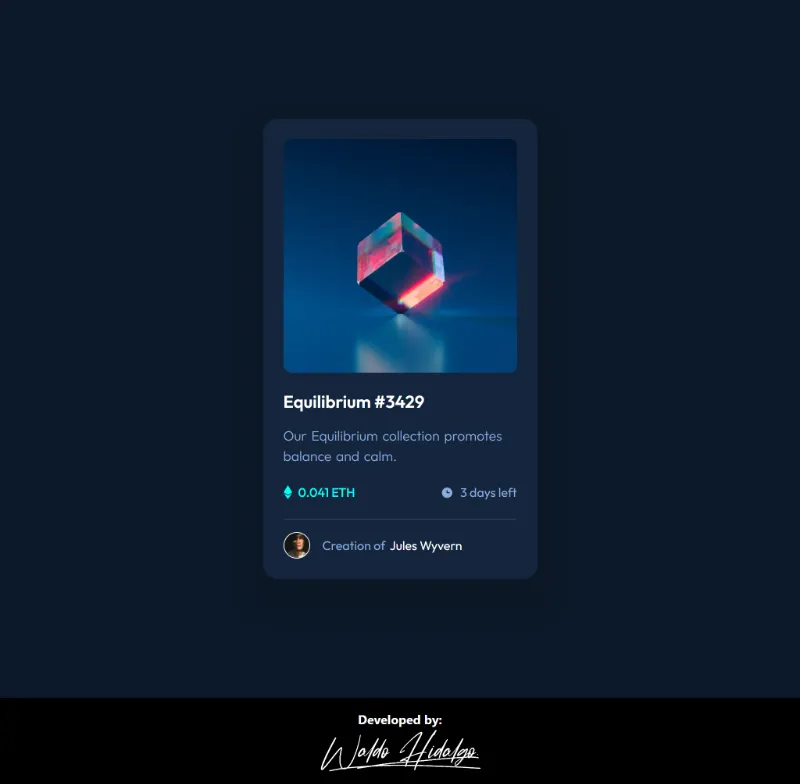 Equilibrium #3429
Our Equilibrium collection promotes
balance and calm.
0.041 ETH
3 days left
Creation of Jules Wyvern
Developed by:
Waldo Hidalgo